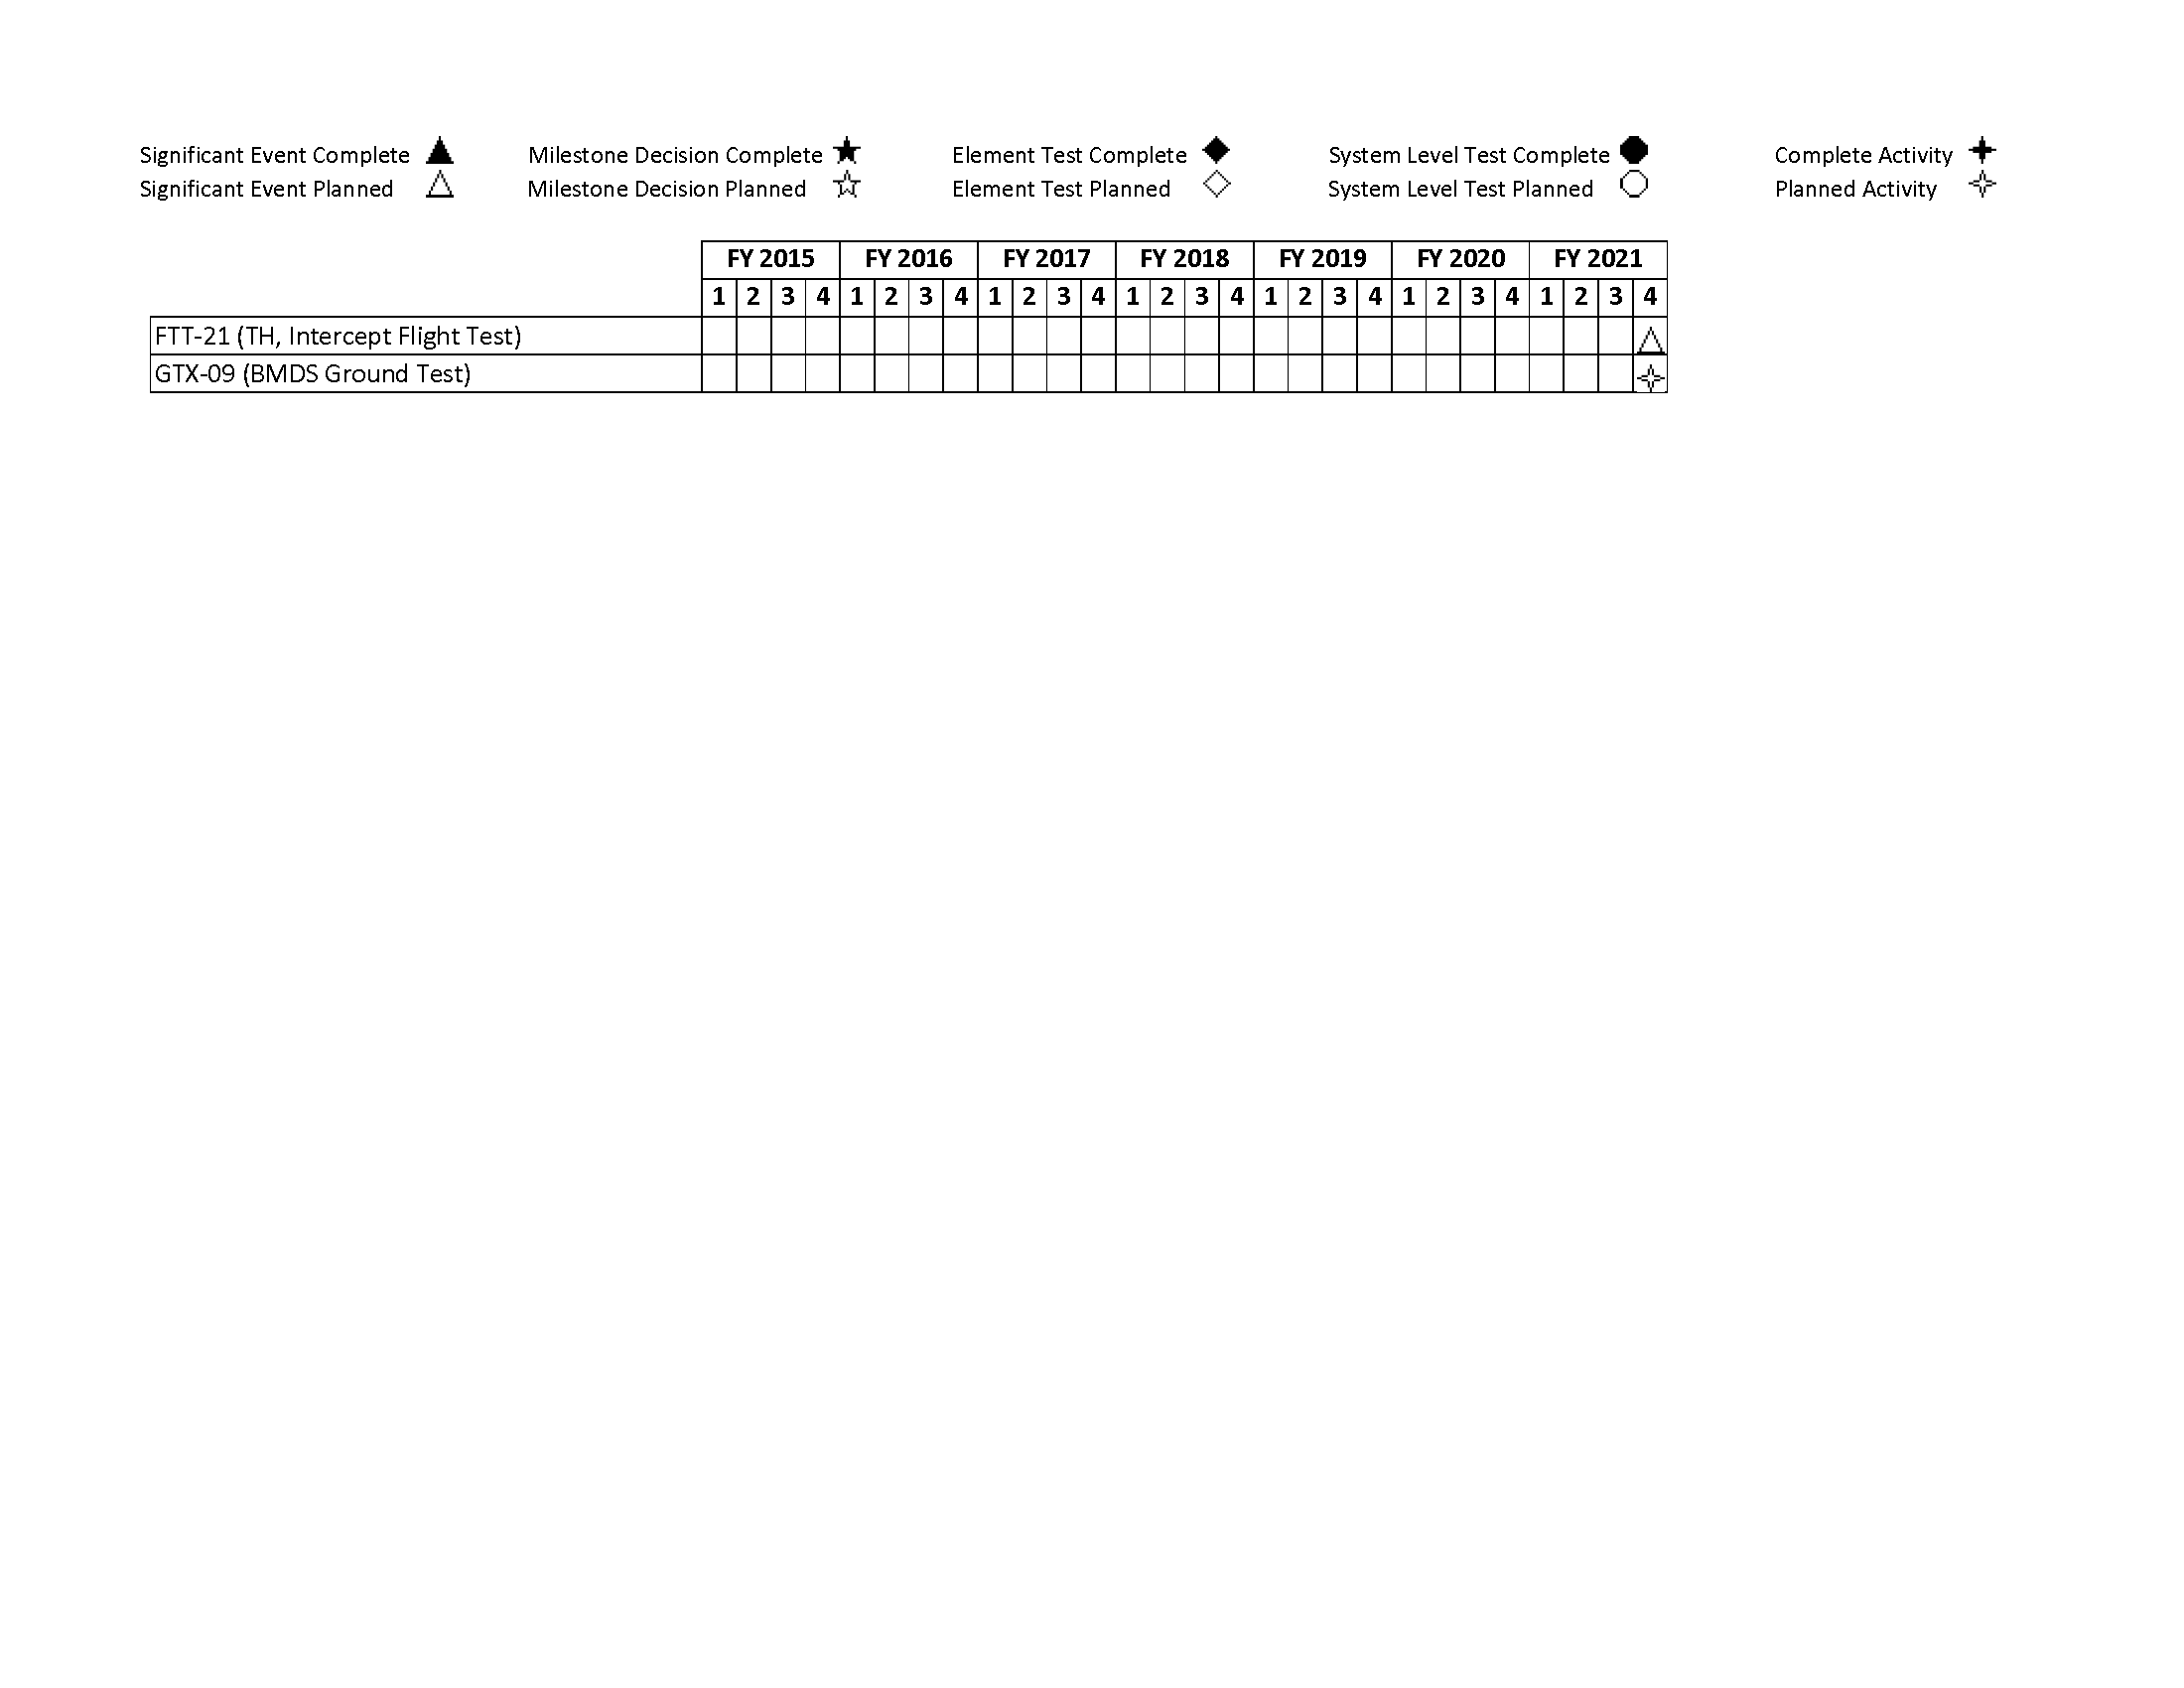 Significant Event Complete Milestone Decision Complete Element Test Complete System Level Test Complete Complete Activity
Significant Event Planned Milestone Decision Planned Element Test Planned System Level Test Planned Planned Activity
FY 2015 FY 2016 FY 2017 FY 2018 FY 2019 FY 2020 FY 2021
1 2 3 4 1 2 3 4 1 2 3 4 1 2 3 4 1 2 3 4 1 2 3 4 1 2 3 4
FTT-21 (TH, Intercept Flight Test)
GTX-09 (BMDS Ground Test)